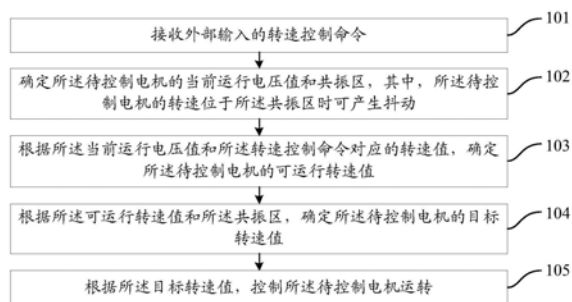 接收外部输入的转速控制命令
101
确定所述待控制电机的当前运行电压值和共振区，其中，所述待
控制电机的转速位于所述共振区时可产生抖动
102
根据所述当前运行电压值和所述转速控制命令对应的转速值，确定
所述待控制电机的可运行转速值
103
根据所述可运行转速值和所述共振区，确定所述待控制电机的目标
转速值
104
根据所述目标转速值，控制所述待控制电机运转
105